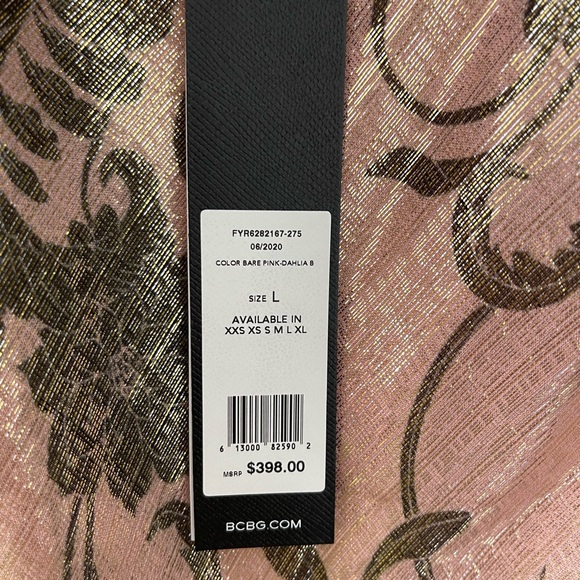 FYR6282167-275
06/2020
COLOR BARE PINK-DAHLIA B
SIZE L
AVAILABLE IN
XXS XS S M L XL
6 13000 82590 2
MSRP $398.00
BCBG.COM